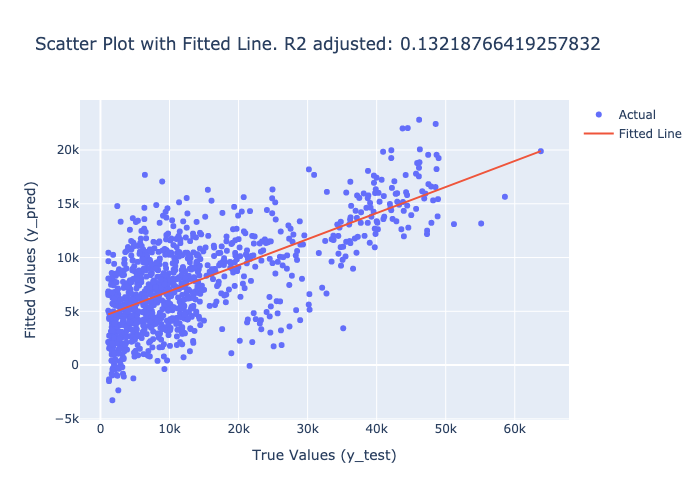 Scatter Plot with Fitted Line. R2 adjusted: 0.13218766419257832
Actual
Fitted Line
20k
15k
10k
5k
0
−5k
Fitted Values (y_pred)
0
10k
20k
30k
40k
50k
60k
True Values (y_test)